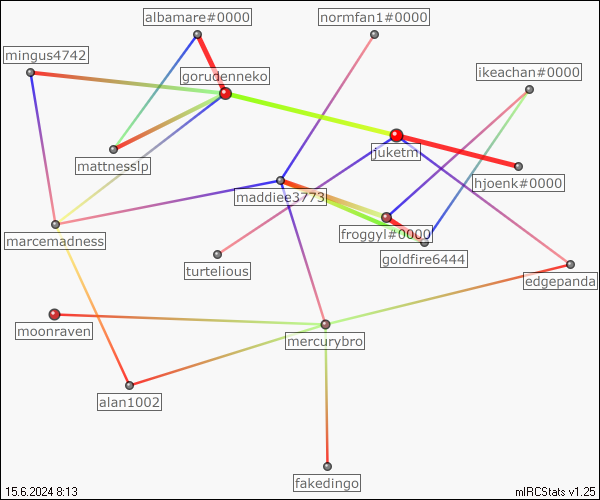 albamare#0000
normfan1#0000
mingus4742
gorudenneko
ikeachan#0000
juketm
mattnesslp
hjoenk#0000
maddiee3773
froggyl#0000
marcemadness
goldfire6444
turtelious
edgepanda
moonraven
mercurybro
alan1002
fakedingo
15.6.2024 8:13
mIRCStats v1.25